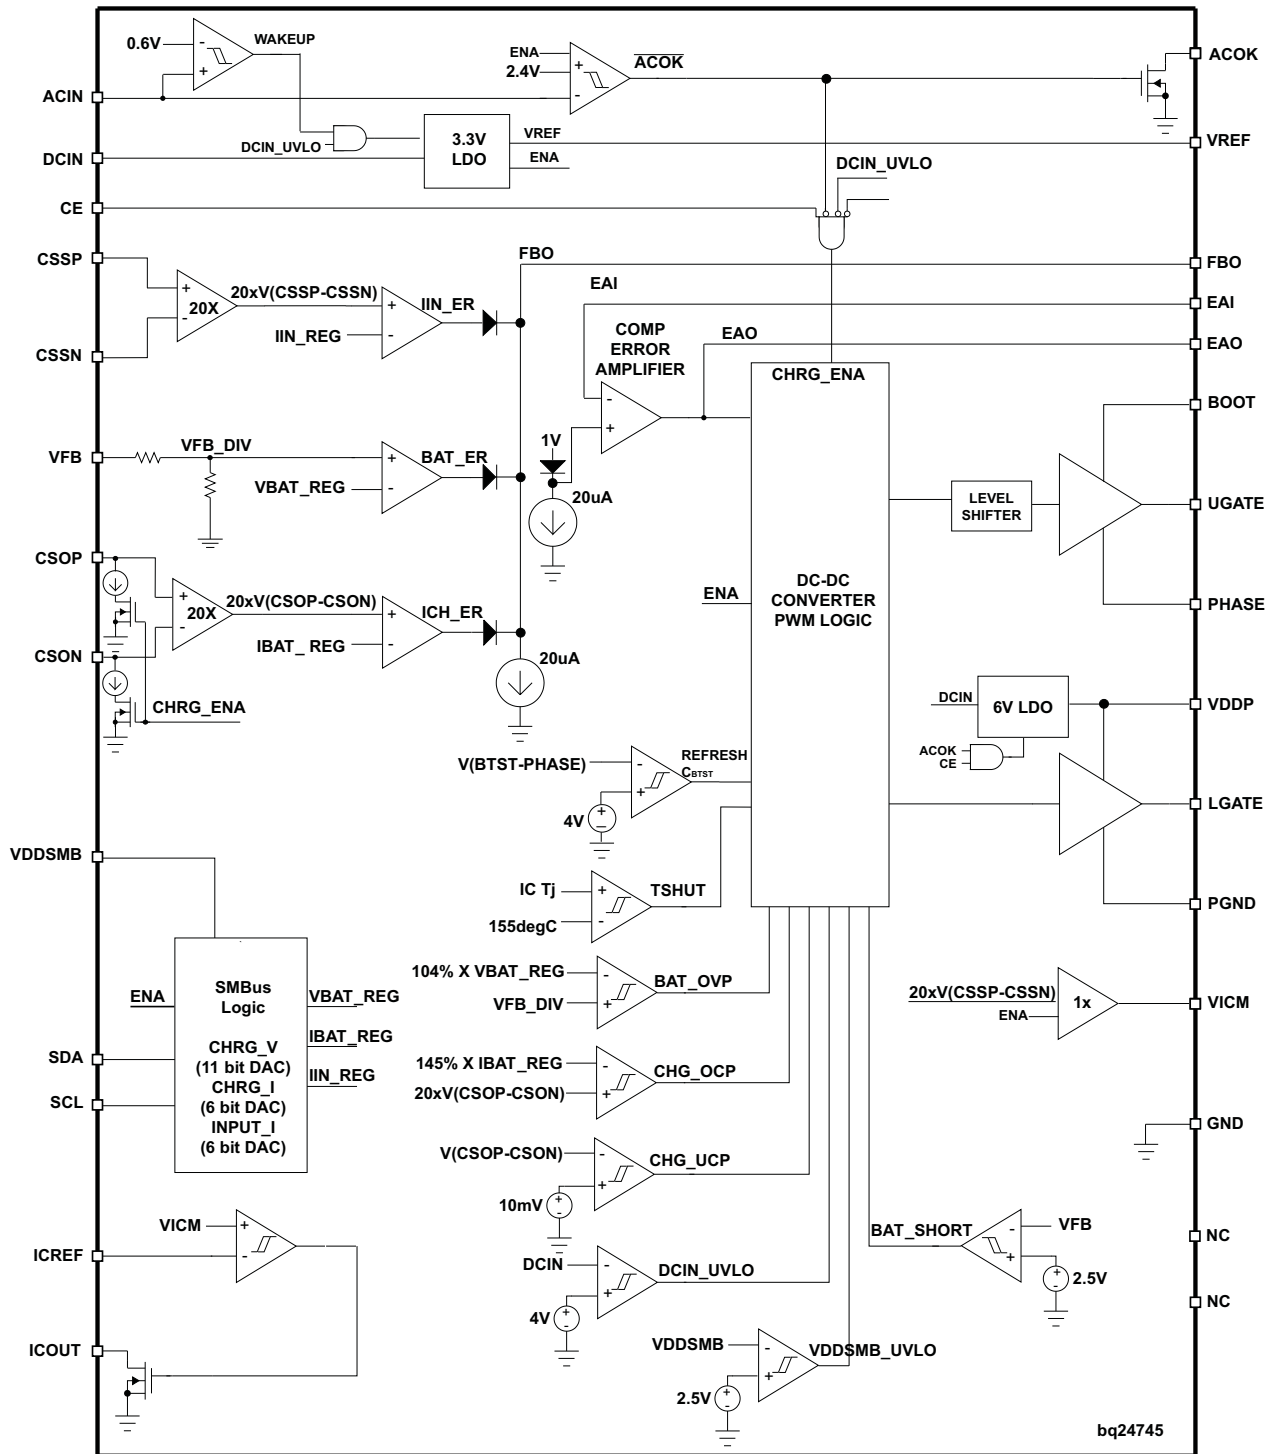 0.6V
-
+
WAKEUP
ENA
2.4V
+
-
ACOK
ACOK
ACIN
DCIN_UVLO
3.3V
LDO
VREF
ENA
VREF
DCIN
DCIN_UVLO
CE
CSSP
+
-
20X
20xV(CSSP-CSSN)
IIN_REG
+
-
IIN_ER
FBO
FBO
EAI
EAI
CSSN
COMP
ERROR
AMPLIFIER
EAO
EAO
-
+
CHRG_ENA
BOOT
VFB
VFB_DIV
VBAT_REG
+
-
BAT_ER
1V
20uA
LEVEL
SHIFTER
UGATE
CSOP
+
-
20X
20xV(CSOP-CSON)
IBAT_ REG
+
-
ICH_ER
20uA
ENA
DC-DC
CONVERTER
PWM LOGIC
PHASE
CSON
CHRG_ENA
DCIN
6V LDO
VDDP
ACOK
CE
V(BTST-PHASE)
-
+
REFRESH
CBTST
4V
+
-
LGATE
VDDSMB
IC Tj
155degC
+
-
TSHUT
PGND
104% X VBAT_REG
VFB_DIV
-
+
BAT_OVP
SMBus
Logic
CHRG_V
(11 bit DAC)
CHRG_I
(6 bit DAC)
INPUT_I
(6 bit DAC)
ENA
VBAT_REG
IBAT_REG
IIN_REG
SDA
SCL
20xV(CSSP-CSSN)
ENA
1x
VICM
145% X IBAT_REG
20xV(CSOP-CSON)
-
+
CHG_OCP
GND
V(CSOP-CSON)
-
+
CHG_UCP
10mV
+
-
VICM
+
-
ICREF
BAT_SHORT
-
+
VFB
2.5V
+
-
NC
NC
DCIN
-
+
DCIN_UVLO
4V
+
-
ICOUT
VDDSMB
-
+
VDDSMB_UVLO
2.5V
+
-
bq24745